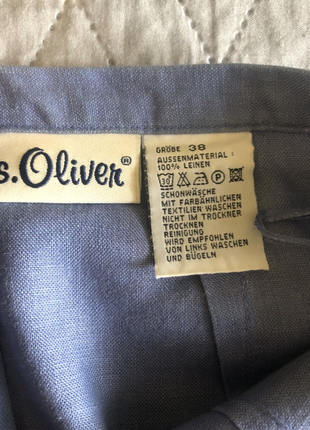 s.Oliver®
GRÖßE 38
AUSSENMATERIAL :
100% LEINEN
30 P
SCHONWÄSCHE
MIT FARBÄHNLICHEN
TEXTILIEN WASCHEN
NICHT IM TROCKNER
TROCKNEN
REINIGUNG
WIRD EMPFOHLEN
VON LINKS WASCHEN
UND BÜGELN